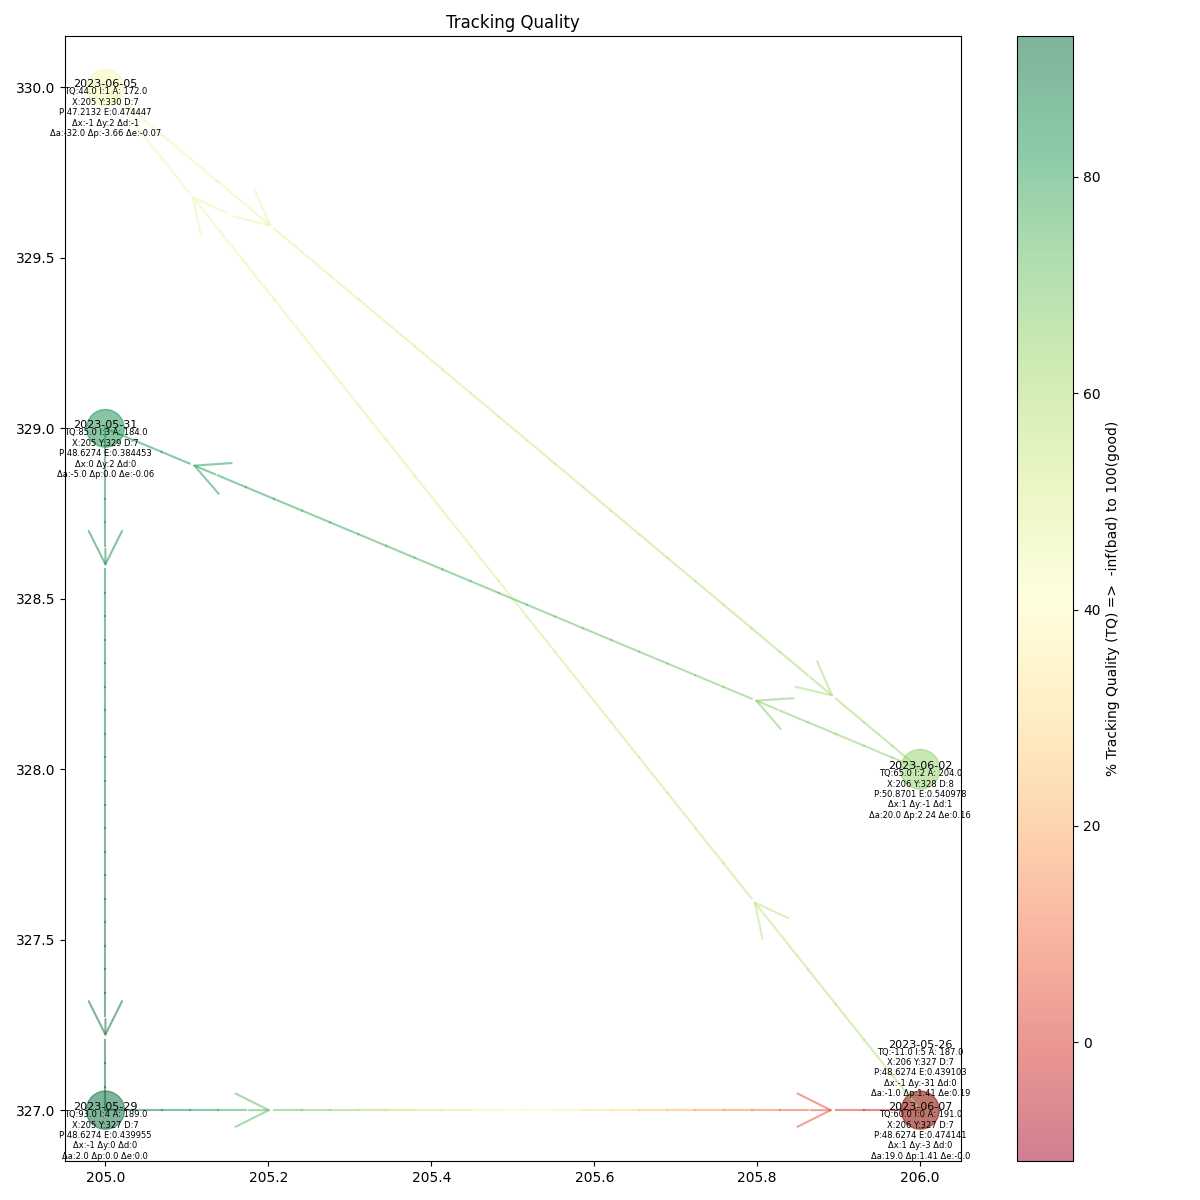 Tracking Quality
330.0
329.5
329.0
328.5
328.0
327.5
327.0
205.0
205.2
205.4
205.6
205.8
206.0
2023-06-05
TQ:44.0 I:1 A: 172.0
X:205 Y:330 D:7
P:47.2132 E:0.474447
Δx:-1 Δy:2 Δd:-1
Δa:-32.0 Δp:-3.66 Δe:-0.07
2023-05-31
TQ:85.0 I:3 A: 184.0
X:205 Y:329 D:7
P:48.6274 E:0.384453
Δx:0 Δy:2 Δd:0
Δa:-5.0 Δp:0.0 Δe:-0.06
2023-06-02
TQ:65.0 I:2 A: 204.0
X:206 Y:328 D:8
P:50.8701 E:0.540978
Δx:1 Δy:-1 Δd:1
Δa:20.0 Δp:2.24 Δe:0.16
2023-05-26
TQ:-11.0 I:5 A: 187.0
X:206 Y:327 D:7
P:48.6274 E:0.439103
Δx:-1 Δy:-31 Δd:0
Δa:-1.0 Δp:-1.41 Δe:0.19
2023-06-07
TQ:60.0 I:0 A: 191.0
X:206 Y:327 D:7
P:48.6274 E:0.474141
Δx:1 Δy:-3 Δd:0
Δa:19.0 Δp:1.41 Δe:-0.0
2023-05-29
TQ:93.0 I:4 A: 189.0
X:205 Y:327 D:7
P:48.6274 E:0.439955
Δx:-1 Δy:0 Δd:0
Δa:2.0 Δp:0.0 Δe:0.0
80
60
40
20
0
% Tracking Quality (TQ) => -inf(bad) to 100(good)